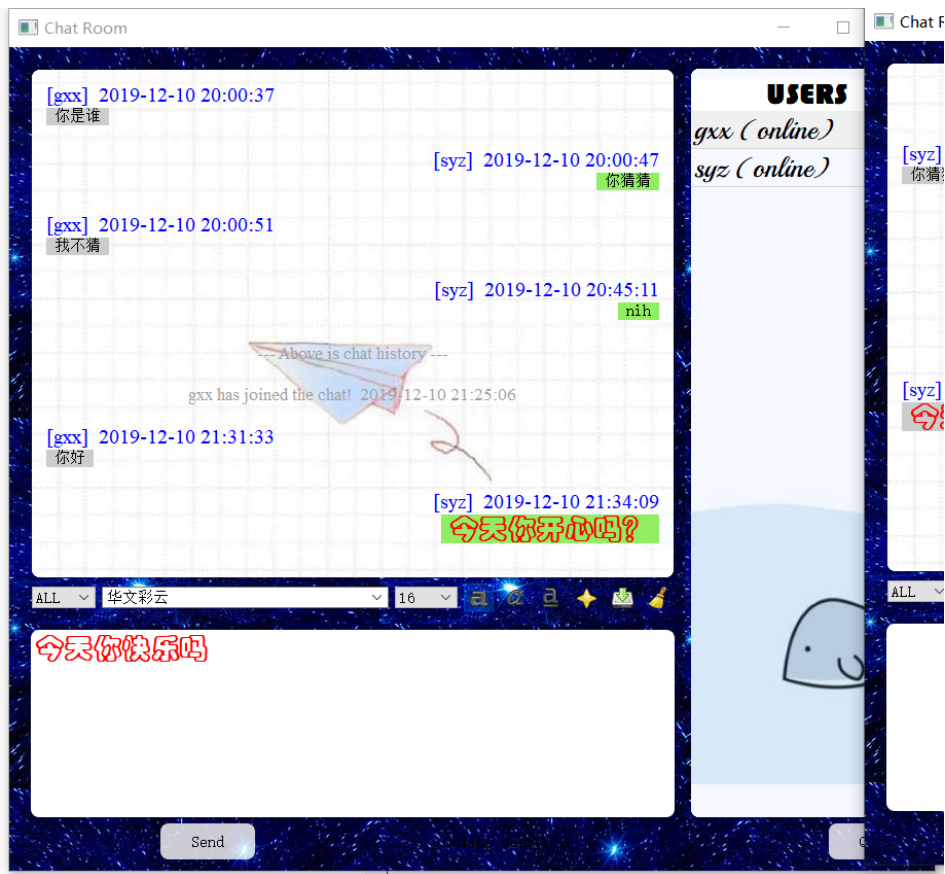 Chat Room
[gxx] 2019-12-10 20:00:37
你是谁
[syz] 2019-12-10 20:00:47
你猜猜
[gxx] 2019-12-10 20:00:51
我不猜
[syz] 2019-12-10 20:45:11
nih
--- Above is chat history ---
gxx has joined the chat! 2019-12-10 21:25:06
[gxx] 2019-12-10 21:31:33
你好
[syz] 2019-12-10 21:34:09
今天你开心吗?
ALL 华文彩云 16 a a a
今天你快乐吗
Send
USERS
gxx ( online)
syz ( online)
Chat
[syz]
你猜
[syz]
今
ALL